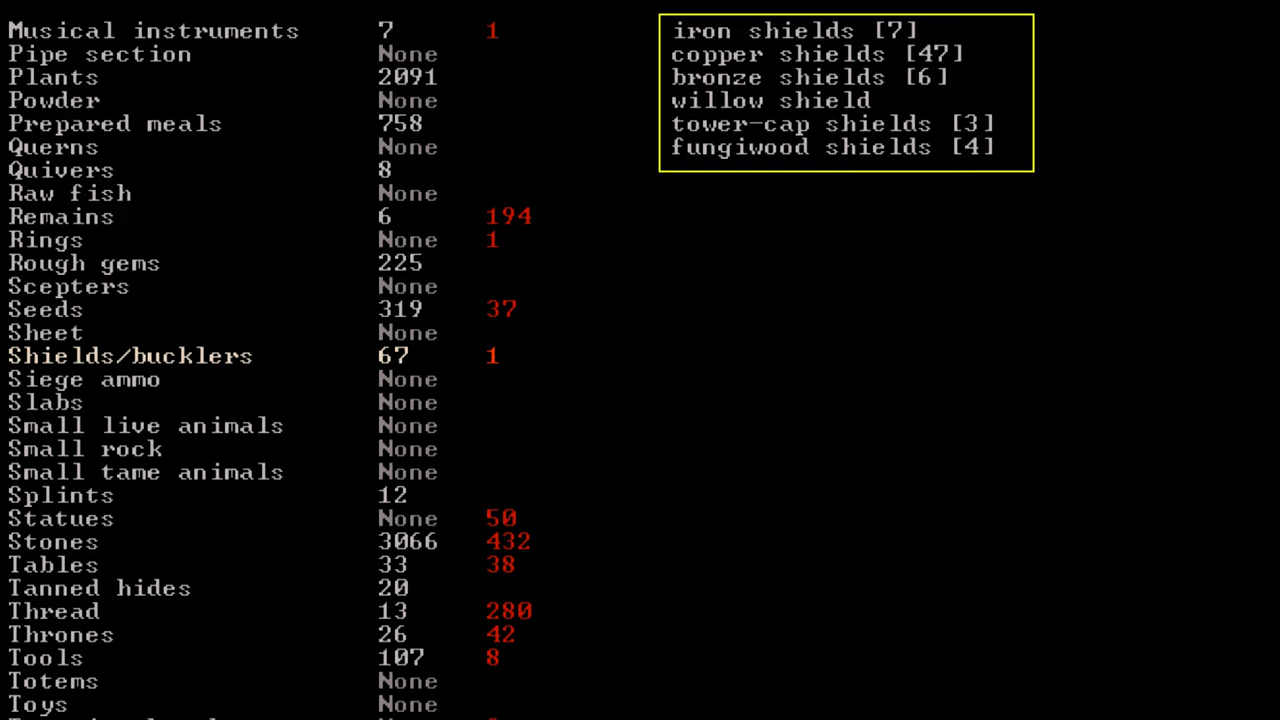 Musical instruments 7 1
Pipe section None
Plants 2091
Powder None
Prepared meals 758
Querns None
Quivers 8
Raw fish None
Remains 6 194
Rings None 1
Rough gems 225
Scepters None
Seeds 319 37
Sheet None
Shields/bucklers 67 1
Siege ammo None
Slabs None
Small live animals None
Small rock None
Small tame animals None
Splints 12
Statues None 50
Stones 3066 432
Tables 33 38
Tanned hides 20
Thread 13 280
Thrones 26 42
Tools 107 8
Totems None
Toys None
iron shields [7]
copper shields [47]
bronze shields [6]
willow shield
tower-cap shields [3]
fungiwood shields [4]